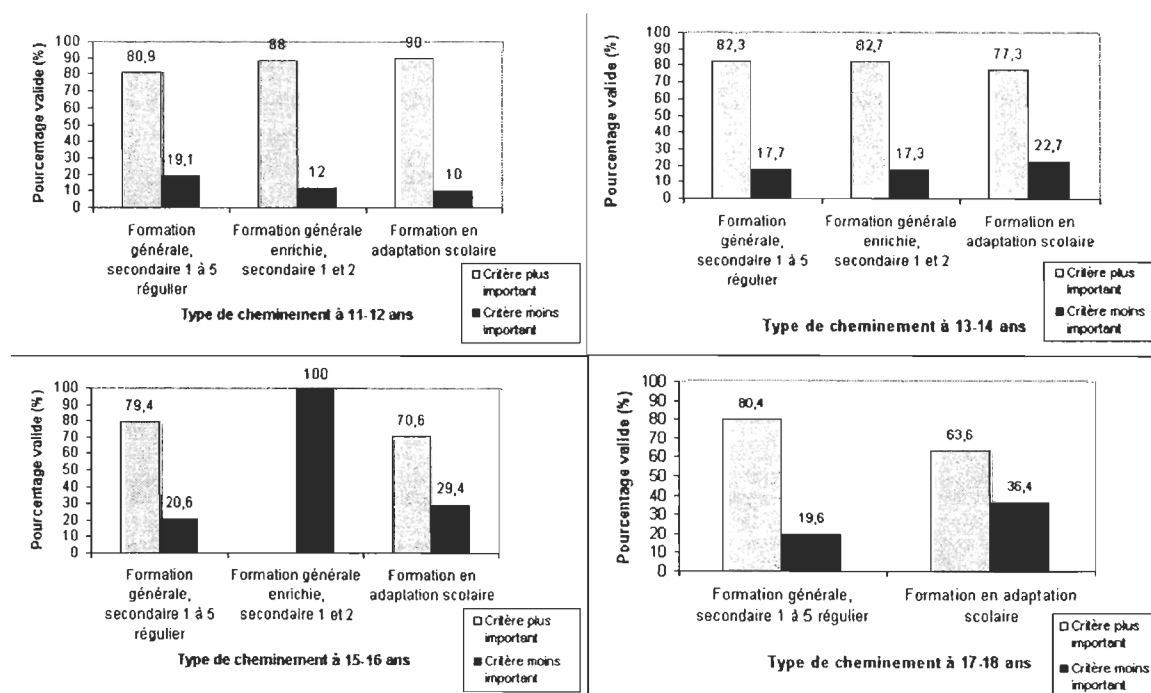 Pourcentage valide (%)
100
90
80
70
60
50
40
30
20
10
0
80,9
19,1
88
12
90
10
Formation générale, secondaire 1 à 5 régulier
Formation générale enrichie, secondaire 1 et 2
Formation en adaptation scolaire
Critère plus important
Critère moins important
Type de cheminement à 11-12 ans
Pourcentage valide (%)
100
90
80
70
60
50
40
30
20
10
0
82,3
17,7
82,7
17,3
77,3
22,7
Formation générale, secondaire 1 à 5 régulier
Formation générale enrichie, secondaire 1 et 2
Formation en adaptation scolaire
Critère plus important
Critère moins important
Type de cheminement à 13-14 ans
Pourcentage valide (%)
100
90
80
70
60
50
40
30
20
10
0
79,4
20,6
100
70,6
29,4
Formation générale, secondaire 1 à 5 régulier
Formation générale enrichie, secondaire 1 et 2
Formation en adaptation scolaire
Critère plus important
Critère moins important
Type de cheminement à 15-16 ans
Pourcentage valide (%)
100
90
80
70
60
50
40
30
20
10
0
80,4
19,6
63,6
36,4
Formation générale, secondaire 1 à 5 régulier
Formation en adaptation scolaire
Critère plus important
Critère moins important
Type de cheminement à 17-18 ans